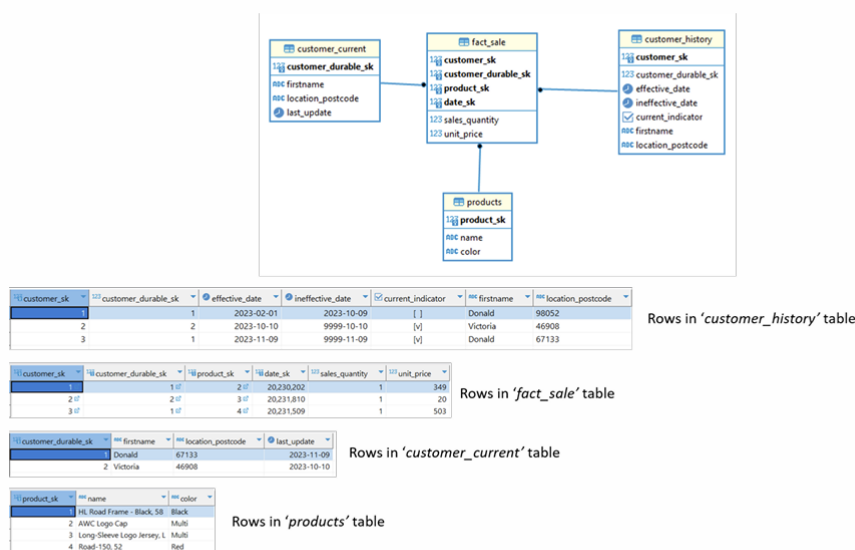 customer_current
customer_durable_sk
firstname
location_postcode
last_update
fact_sale
customer_sk
customer_durable_sk
product_sk
date_sk
sales_quantity
unit_price
customer_history
customer_sk
customer_durable_sk
effective_date
ineffective_date
current_indicator
firstname
location_postcode
products
product_sk
name
color
customer_sk customer_durable_sk effective_date ineffective_date current_indicator firstname location_postcode
1 1 2023-02-01 2023-10-09 [ ] Donald 98052
2 2 2023-10-10 9999-10-10 [v] Victoria 46908
3 1 2023-11-09 9999-11-09 [v] Donald 67133
Rows in ‘customer_history’ table
customer_sk customer_durable_sk product_sk date_sk sales_quantity unit_price
1 1 2 20,230,202 1 349
2 2 3 20,231,810 1 20
3 1 4 20,231,509 1 503
Rows in ‘fact_sale’ table
customer_durable_sk firstname location_postcode last_update
1 Donald 67133 2023-11-09
2 Victoria 46908 2023-10-10
Rows in ‘customer_current’ table
product_sk name color
1 HL Road Frame - Black, 58 Black
2 AWC Logo Cap Multi
3 Long-Sleeve Logo Jersey, L Multi
4 Road-150, 52 Red
Rows in ‘products’ table